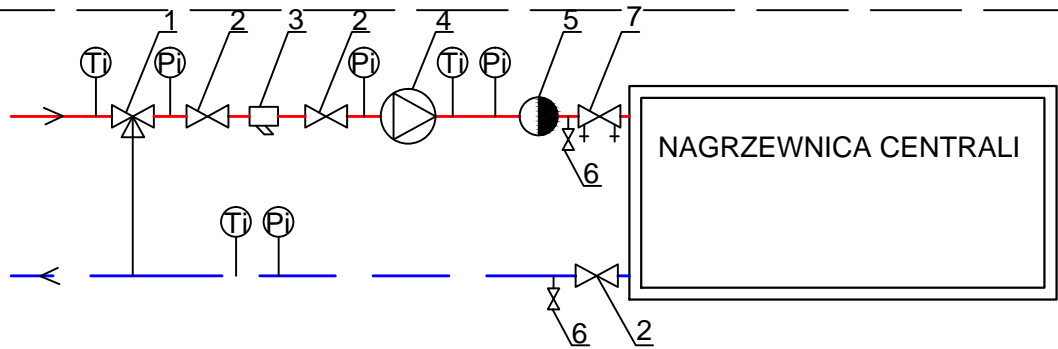 1 2 3 2 4 5 7
Ti Pi Pi Ti Pi
6
NAGRZEWNICA CENTRALI
Ti Pi
6 2